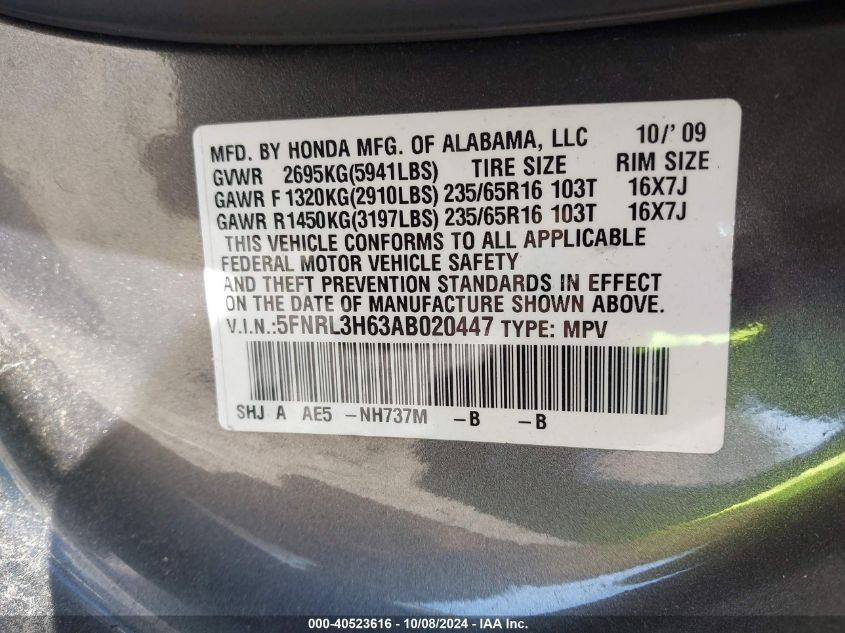 MFD. BY HONDA MFG. OF ALABAMA, LLC 10/'09
GVWR 2695KG(5941LBS) TIRE SIZE RIM SIZE
GAWR F 1320KG(2910LBS) 235/65R16 103T 16X7J
GAWR R1450KG(3197LBS) 235/65R16 103T 16X7J
THIS VEHICLE CONFORMS TO ALL APPLICABLE
FEDERAL MOTOR VEHICLE SAFETY
AND THEFT PREVENTION STANDARDS IN EFFECT
ON THE DATE OF MANUFACTURE SHOWN ABOVE.
V.I.N.:5FNRL3H63AB020447 TYPE: MPV
SHJ A AE5 -NH737M -B -B
000-40523616 - 10/08/2024 - IAA Inc.